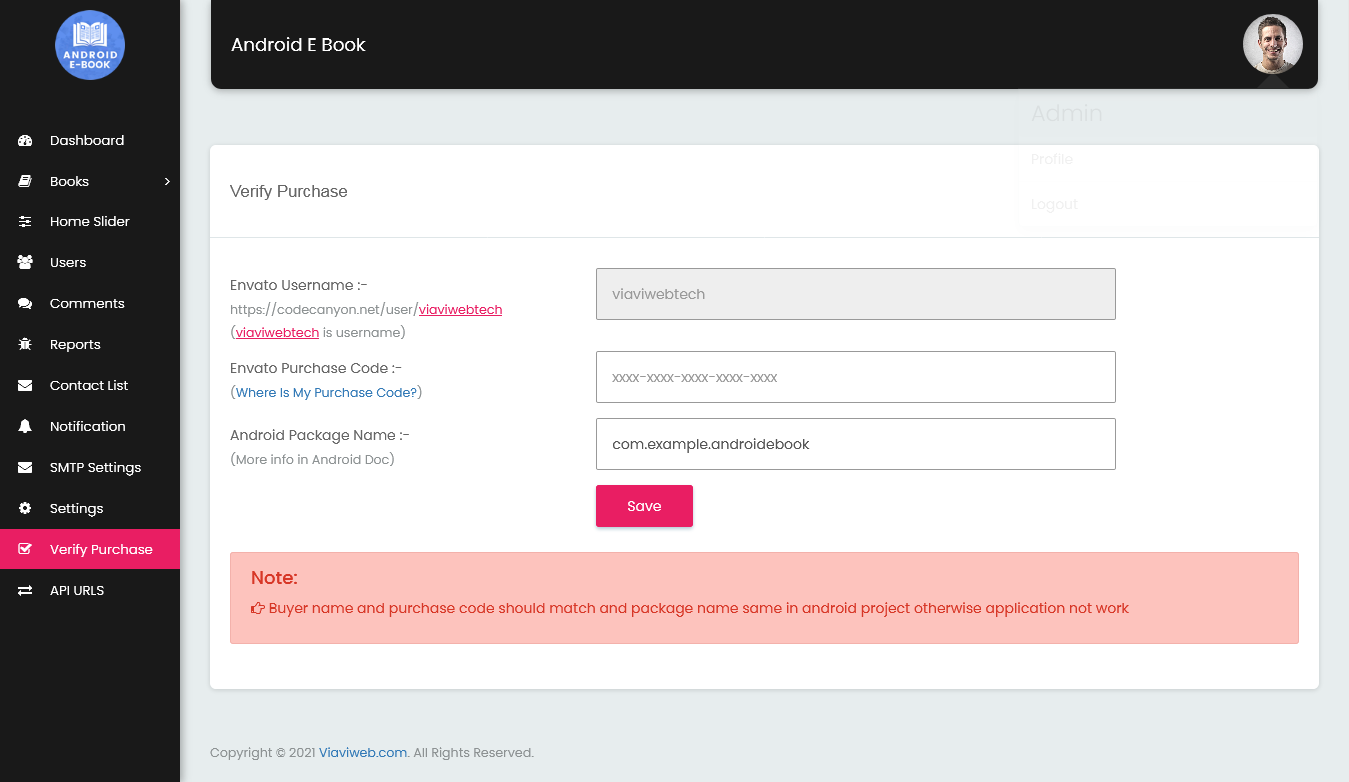 ANDROID
E-BOOK
Android E Book
Admin
Profile
Logout
Dashboard
Books
Home Slider
Users
Comments
Reports
Contact List
Notification
SMTP Settings
Settings
Verify Purchase
API URLS
Verify Purchase
Envato Username :-
https://codecanyon.net/user/viaviwebtech
(viaviwebtech is username)
viaviwebtech
Envato Purchase Code :-
(Where Is My Purchase Code?)
xxxx-xxxx-xxxx-xxxx-xxxx
Android Package Name :-
(More info in Android Doc)
com.example.androidebook
Save
Note:
Buyer name and purchase code should match and package name same in android project otherwise application not work
Copyright © 2021 Viaviweb.com. All Rights Reserved.